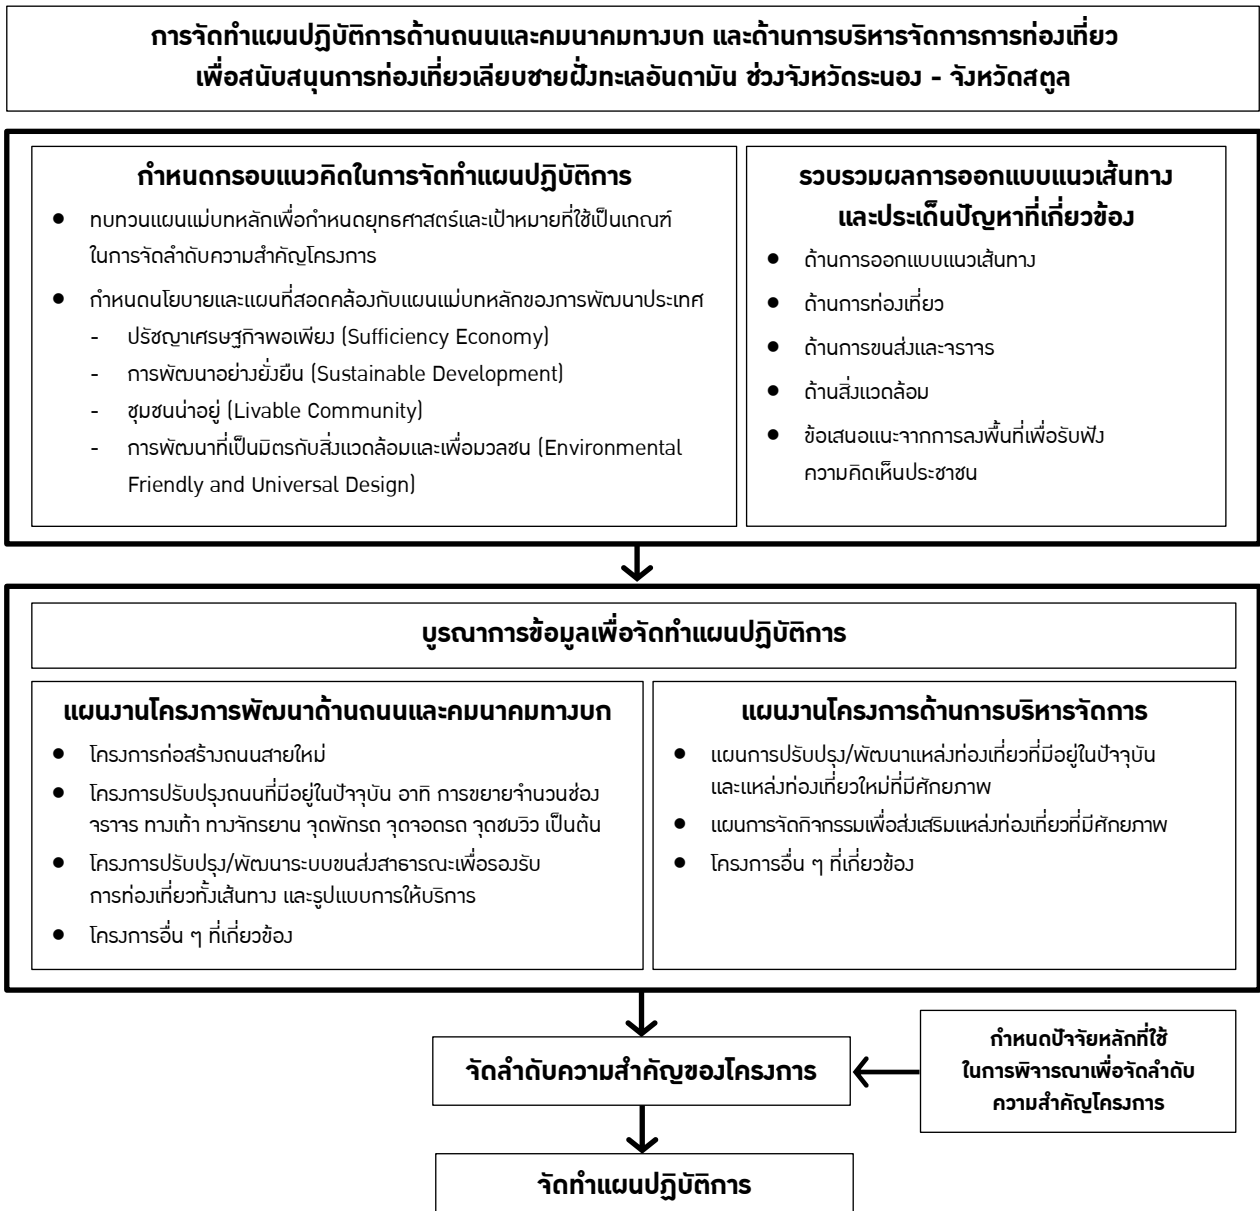 การจัดทำแผนปฏิบัติการด้านถนนและคมนาคมทางบก และด้านการบริหารจัดการการท่องเที่ยว
เพื่อสนับสนุนการท่องเที่ยวเลียบชายฝั่งทะเลอันดามัน ช่วงจังหวัดระนอง - จังหวัดสตูล
กำหนดกรอบแนวคิดในการจัดทำแผนปฏิบัติการ
● ทบทวนแผนแม่บทหลักเพื่อกำหนดยุทธศาสตร์และเป้าหมายที่ใช้เป็นเกณฑ์
ในการจัดลำดับความสำคัญโครงการ
● กำหนดนโยบายและแผนที่สอดคล้องกับแผนแม่บทหลักของการพัฒนาประเทศ
- ปรัชญาเศรษฐกิจพอเพียง (Sufficiency Economy)
- การพัฒนาอย่างยั่งยืน (Sustainable Development)
- ชุมชนน่าอยู่ (Livable Community)
- การพัฒนาที่เป็นมิตรกับสิ่งแวดล้อมและเพื่อมวลชน (Environmental
Friendly and Universal Design)
รวบรวมผลการออกแบบแนวเส้นทาง
และประเด็นปัญหาที่เกี่ยวข้อง
● ด้านการออกแบบแนวเส้นทาง
● ด้านการท่องเที่ยว
● ด้านการขนส่งและจราจร
● ด้านสิ่งแวดล้อม
● ข้อเสนอแนะจากการลงพื้นที่เพื่อรับฟัง
ความคิดเห็นประชาชน
บูรณาการข้อมูลเพื่อจัดทำแผนปฏิบัติการ
แผนงานโครงการพัฒนาด้านถนนและคมนาคมทางบก
● โครงการก่อสร้างถนนสายใหม่
● โครงการปรับปรุงถนนที่มีอยู่ในปัจจุบัน อาทิ การขยายจำนวนช่อง
จราจร ทางเท้า ทางจักรยาน จุดพักรถ จุดจอดรถ จุดชมวิว เป็นต้น
● โครงการปรับปรุง/พัฒนาระบบขนส่งสาธารณะเพื่อรองรับ
การท่องเที่ยวทั้งเส้นทาง และรูปแบบการให้บริการ
● โครงการอื่น ๆ ที่เกี่ยวข้อง
แผนงานโครงการด้านการบริหารจัดการ
● แผนการปรับปรุง/พัฒนาแหล่งท่องเที่ยวที่มีอยู่ในปัจจุบัน
และแหล่งท่องเที่ยวใหม่ที่มีศักยภาพ
● แผนการจัดกิจกรรมเพื่อส่งเสริมแหล่งท่องเที่ยวที่มีศักยภาพ
● โครงการอื่น ๆ ที่เกี่ยวข้อง
จัดลำดับความสำคัญของโครงการ
กำหนดปัจจัยหลักที่ใช้
ในการพิจารณาเพื่อจัดลำดับ
ความสำคัญโครงการ
จัดทำแผนปฏิบัติการ